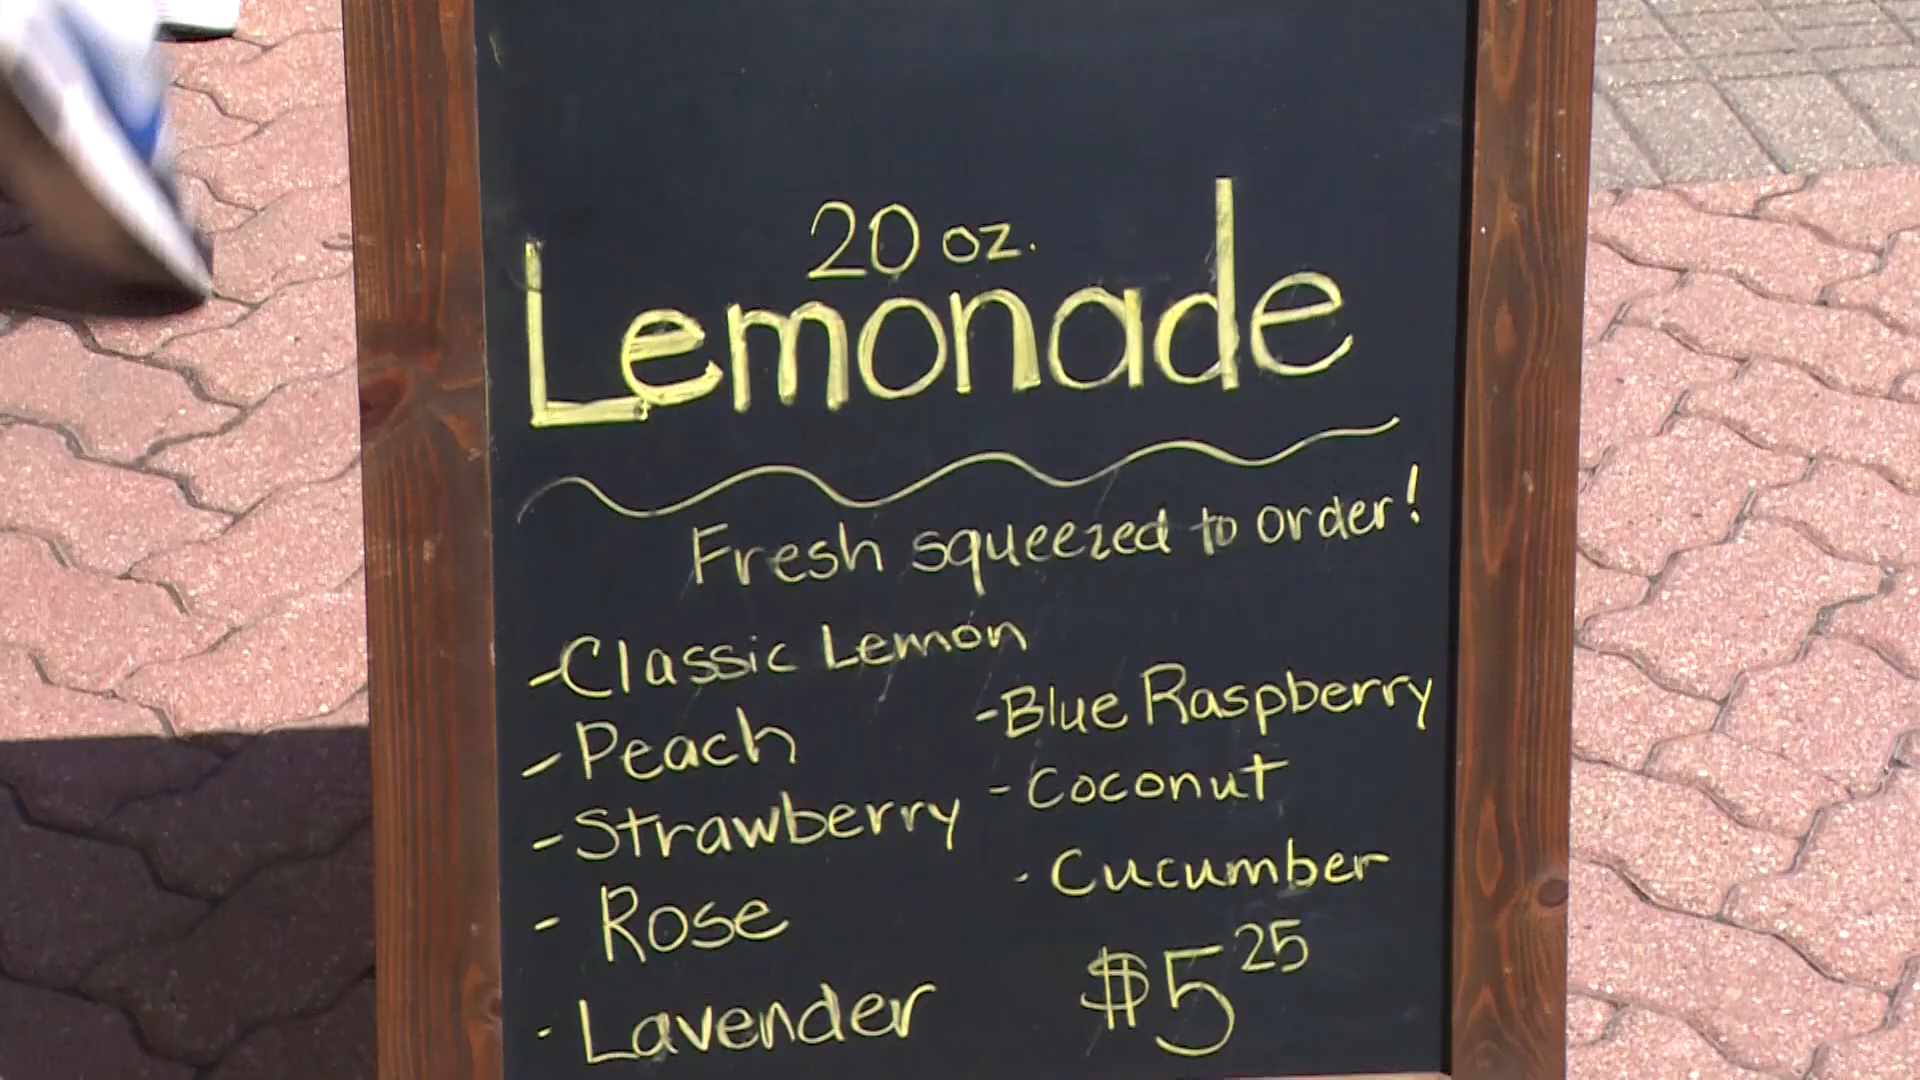 20 oz.
Lemonade
Fresh squeezed to order!
-Classic Lemon
- Peach
- Strawberry
- Rose
- Lavender
-Blue Raspberry
- Coconut
- Cucumber
$5 25